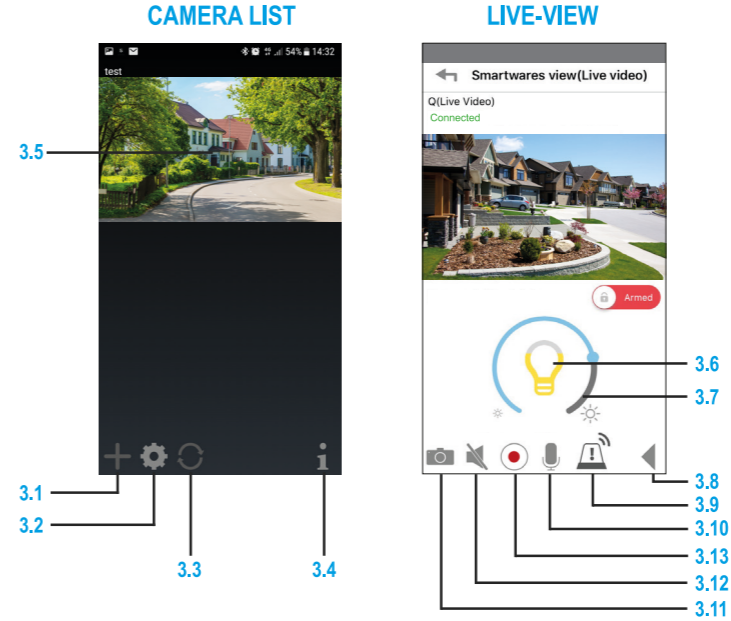 CAMERA LIST
LIVE-VIEW
54% 14:32
test
Smartwares view(Live video)
Q(Live Video)
Connected
3.5
Armed
3.6
3.7
3.1
3.2
3.3
3.4
3.8
3.9
3.10
3.13
3.12
3.11